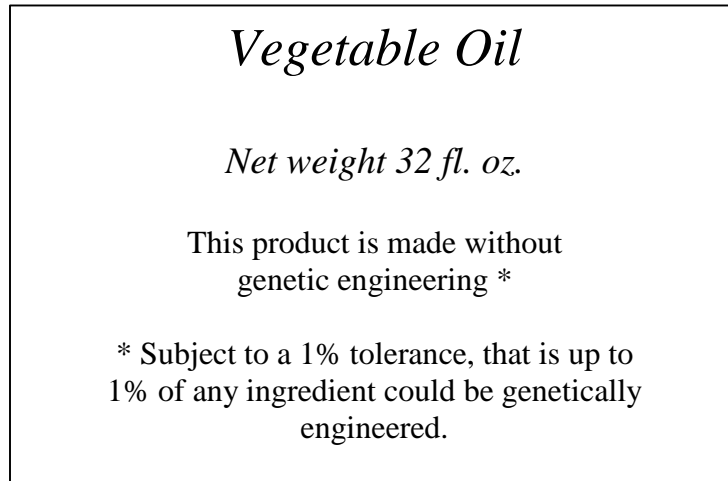 Vegetable Oil
Net weight 32 fl. oz.
This product is made without
genetic engineering *
* Subject to a 1% tolerance, that is up to
1% of any ingredient could be genetically
engineered.